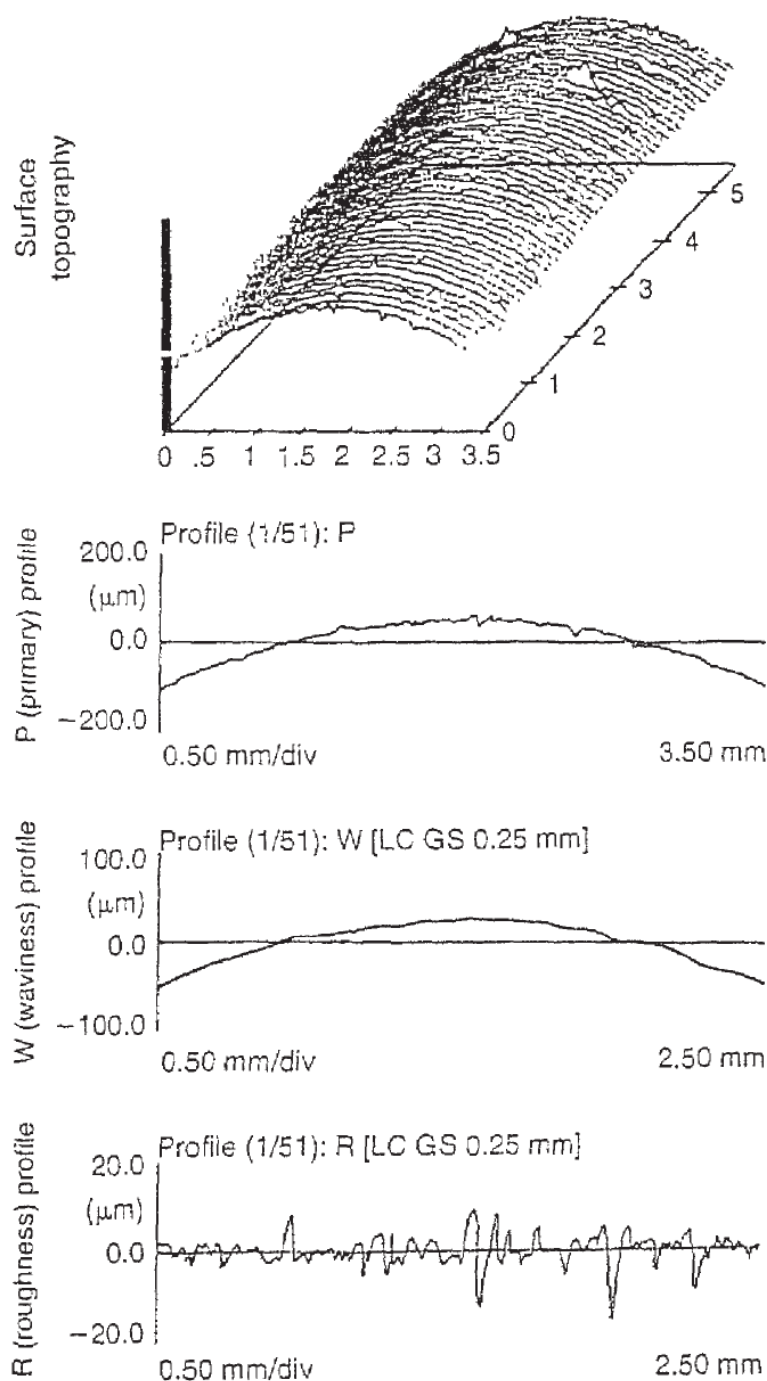 Surface
topography
5
4
3
2
1
0
0 .5 1 1.5 2 2.5 3 3.5
P (primary) profile
Profile (1/51): P
200.0
(μm)
0.0
−200.0
0.50 mm/div 3.50 mm
W (waviness) profile
Profile (1/51): W [LC GS 0.25 mm]
100.0
(μm)
0.0
−100.0
0.50 mm/div 2.50 mm
R (roughness) profile
Profile (1/51): R [LC GS 0.25 mm]
20.0
(μm)
0.0
−20.0
0.50 mm/div 2.50 mm